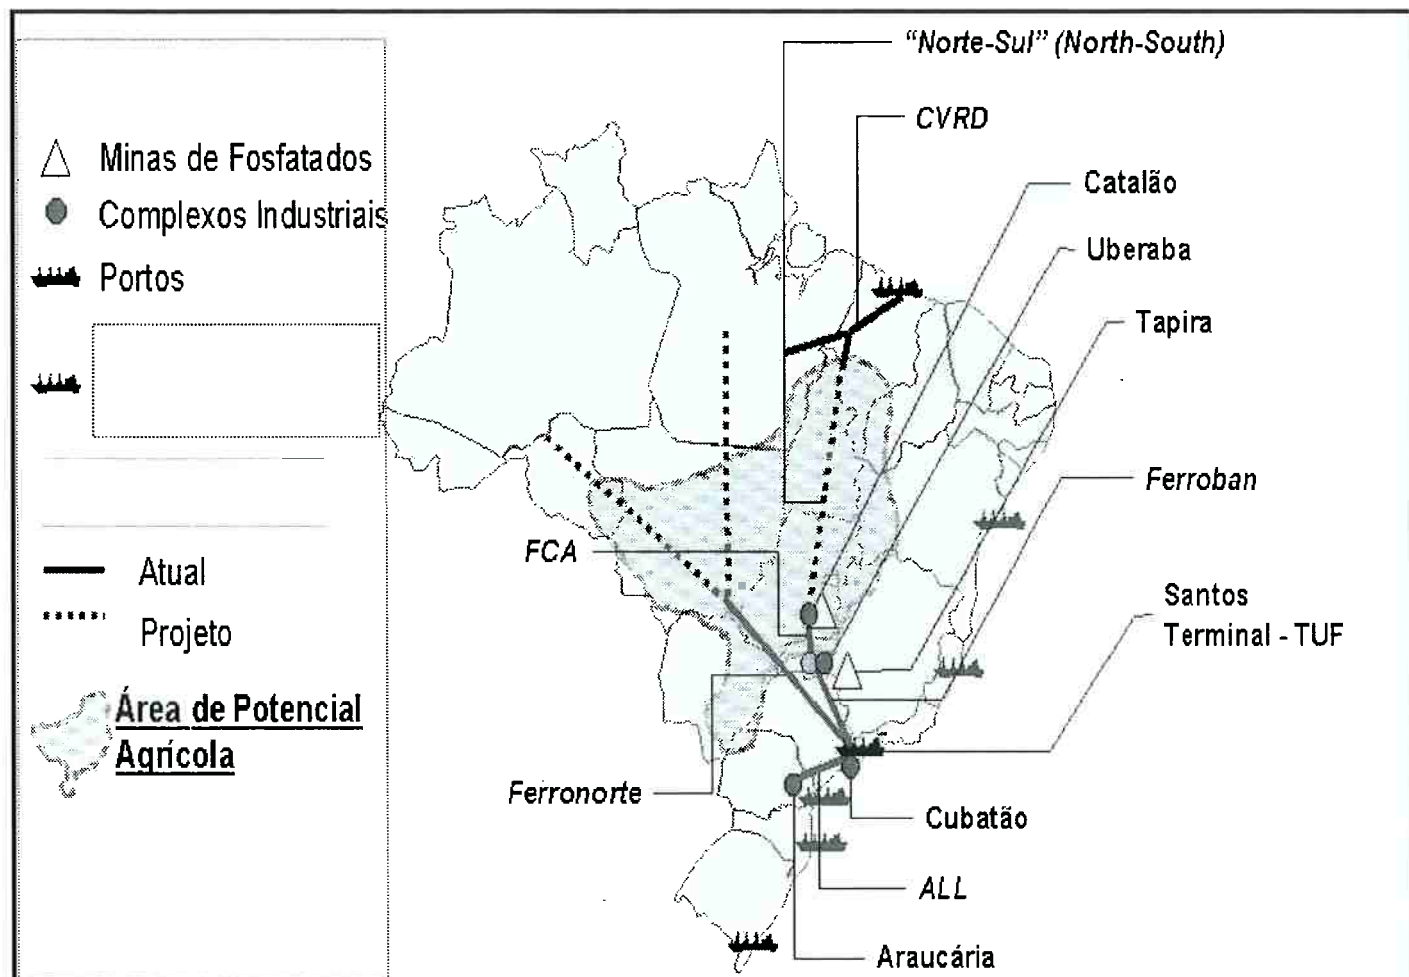 Minas de Fosfatados
Complexos Industriais
Portos
Atual
Projeto
Área de Potencial
Agrícola
"Norte-Sul" (North-South)
CVRD
Catalão
Uberaba
Tapira
Ferroban
FCA
Santos
Terminal - TUF
Ferronorte
Cubatão
ALL
Araucária